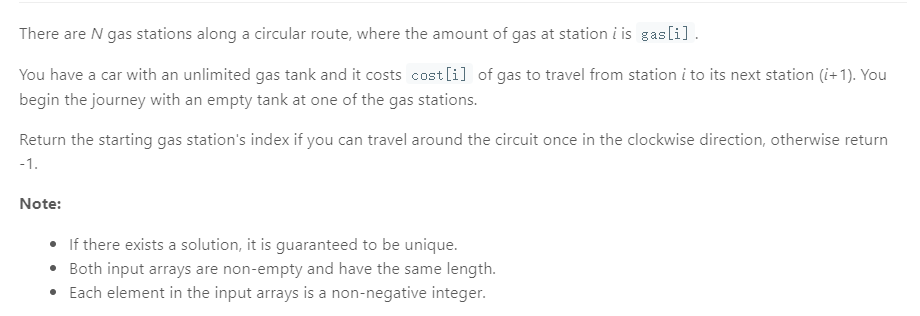 There are N gas stations along a circular route, where the amount of gas at station i is gas[i] .
You have a car with an unlimited gas tank and it costs cost[i] of gas to travel from station i to its next station (i+1). You
begin the journey with an empty tank at one of the gas stations.
Return the starting gas station's index if you can travel around the circuit once in the clockwise direction, otherwise return
-1.
Note:
• If there exists a solution, it is guaranteed to be unique.
• Both input arrays are non-empty and have the same length.
• Each element in the input arrays is a non-negative integer.